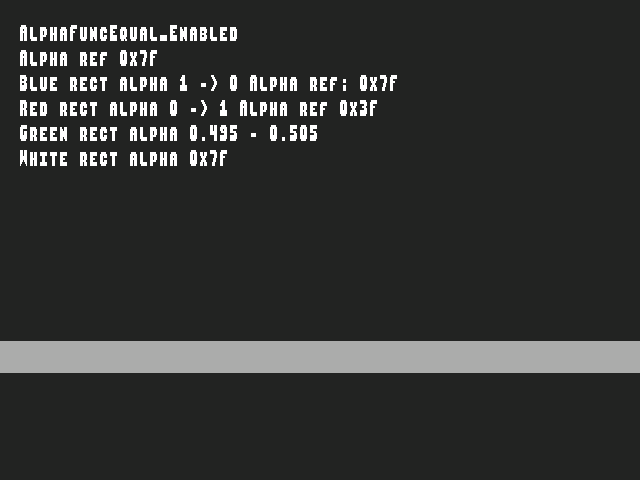 AlphaFuncEqual_Enabled
Alpha ref 0x7f
Blue rect alpha 1 -> 0 Alpha ref: 0x7f
Red rect alpha 0 -> 1 Alpha ref 0x3f
Green rect alpha 0.495 - 0.505
White rect alpha 0x7f